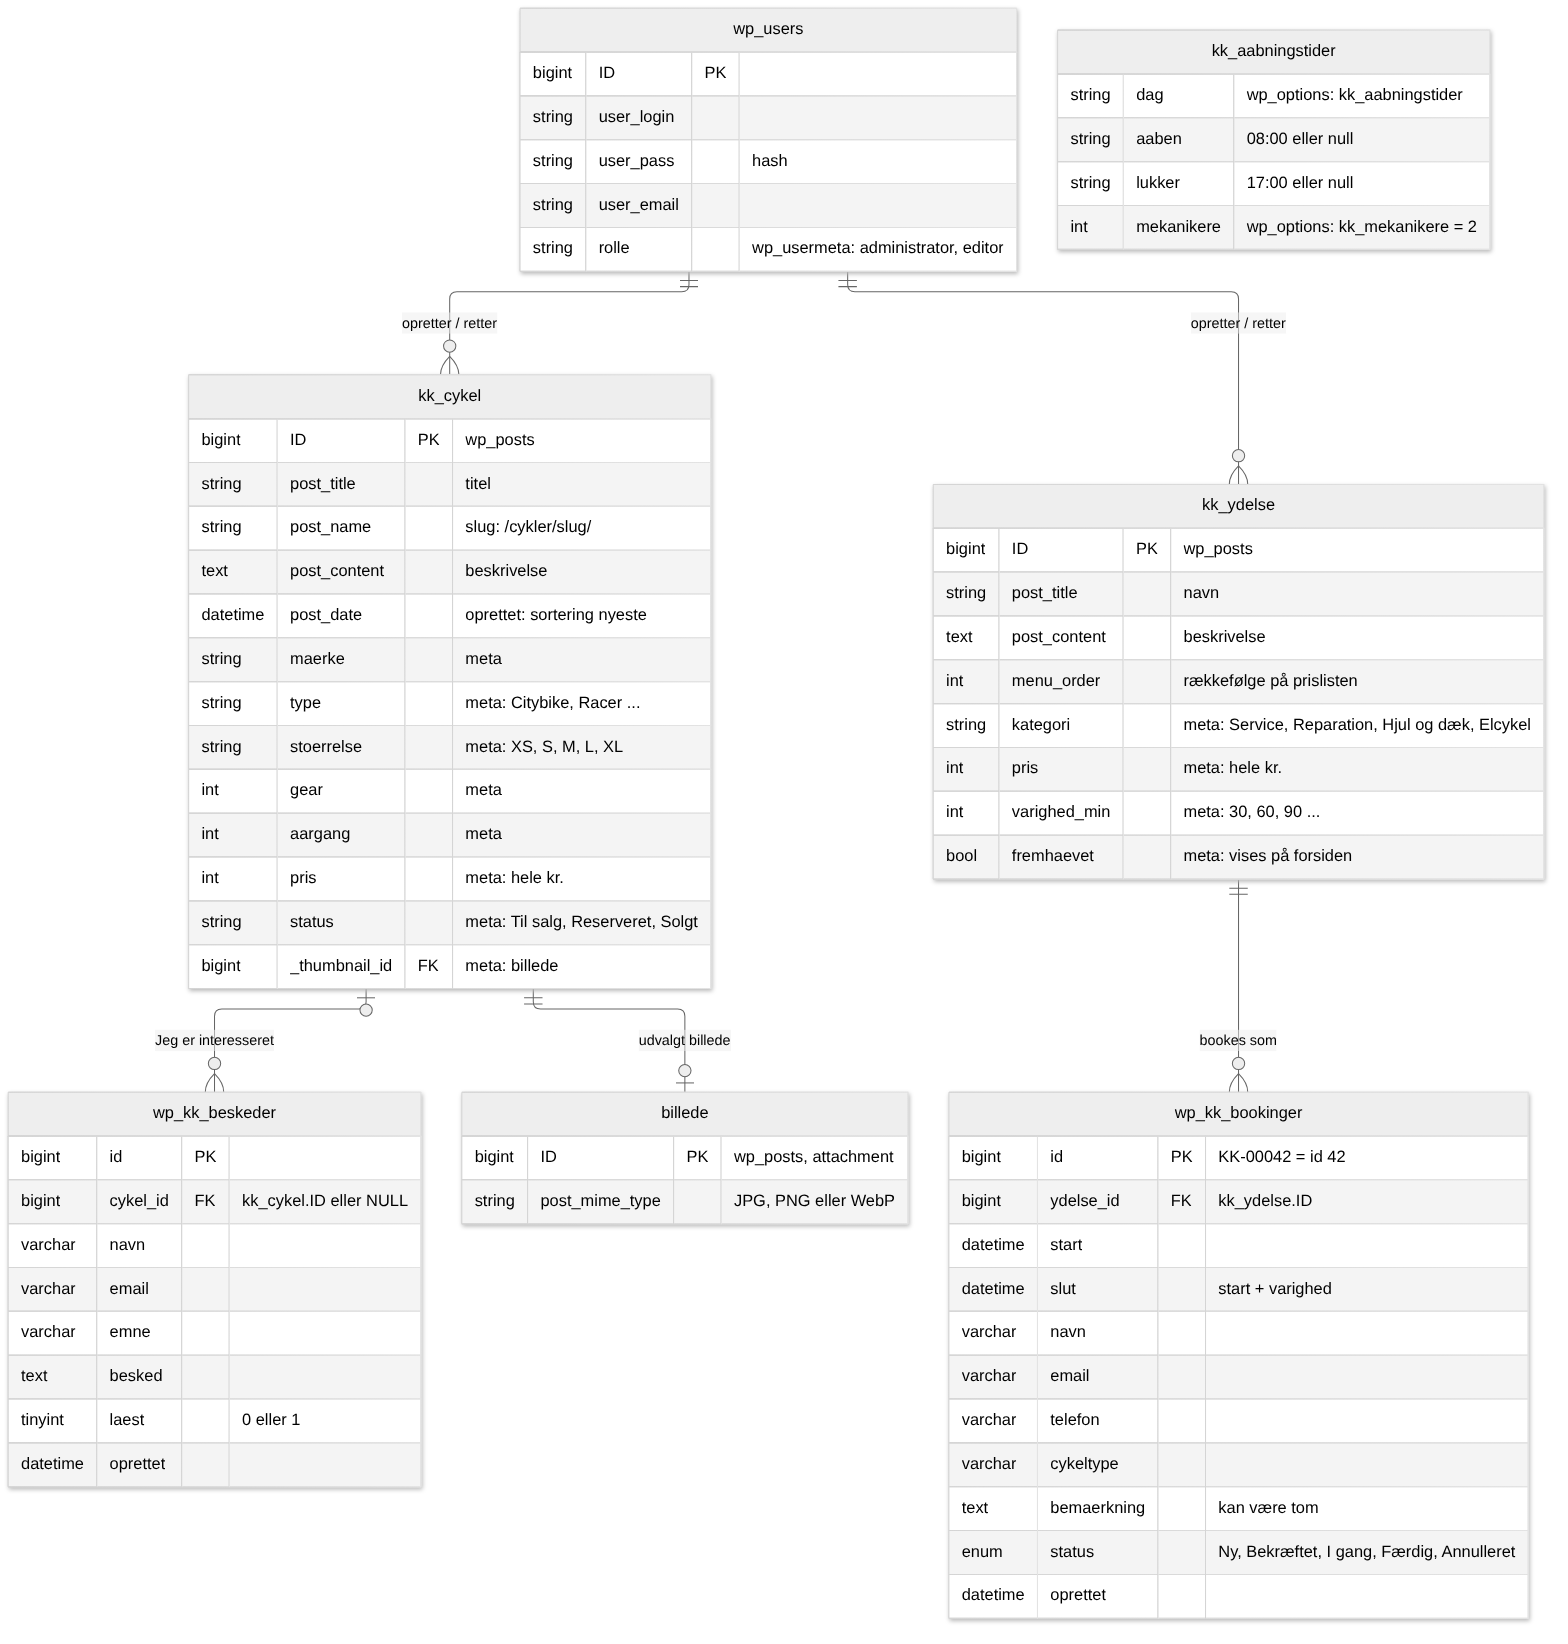 wp_users
bigint ID PK
string user_login
string user_pass hash
string user_email
string rolle wp_usermeta: administrator, editor
kk_aabningstider
string dag wp_options: kk_aabningstider
string aaben 08:00 eller null
string lukker 17:00 eller null
int mekanikere wp_options: kk_mekanikere = 2
opretter / retter
opretter / retter
kk_cykel
bigint ID PK wp_posts
string post_title titel
string post_name slug: /cykler/slug/
text post_content beskrivelse
datetime post_date oprettet: sortering nyeste
string maerke meta
string type meta: Citybike, Racer ...
string stoerrelse meta: XS, S, M, L, XL
int gear meta
int aargang meta
int pris meta: hele kr.
string status meta: Til salg, Reserveret, Solgt
bigint _thumbnail_id FK meta: billede
kk_ydelse
bigint ID PK wp_posts
string post_title navn
text post_content beskrivelse
int menu_order rækkefølge på prislisten
string kategori meta: Service, Reparation, Hjul og dæk, Elcykel
int pris meta: hele kr.
int varighed_min meta: 30, 60, 90 ...
bool fremhaevet meta: vises på forsiden
Jeg er interesseret
udvalgt billede
bookes som
wp_kk_beskeder
bigint id PK
bigint cykel_id FK kk_cykel.ID eller NULL
varchar navn
varchar email
varchar emne
text besked
tinyint laest 0 eller 1
datetime oprettet
billede
bigint ID PK wp_posts, attachment
string post_mime_type JPG, PNG eller WebP
wp_kk_bookinger
bigint id PK KK-00042 = id 42
bigint ydelse_id FK kk_ydelse.ID
datetime start
datetime slut start + varighed
varchar navn
varchar email
varchar telefon
varchar cykeltype
text bemaerkning kan være tom
enum status Ny, Bekræftet, I gang, Færdig, Annulleret
datetime oprettet